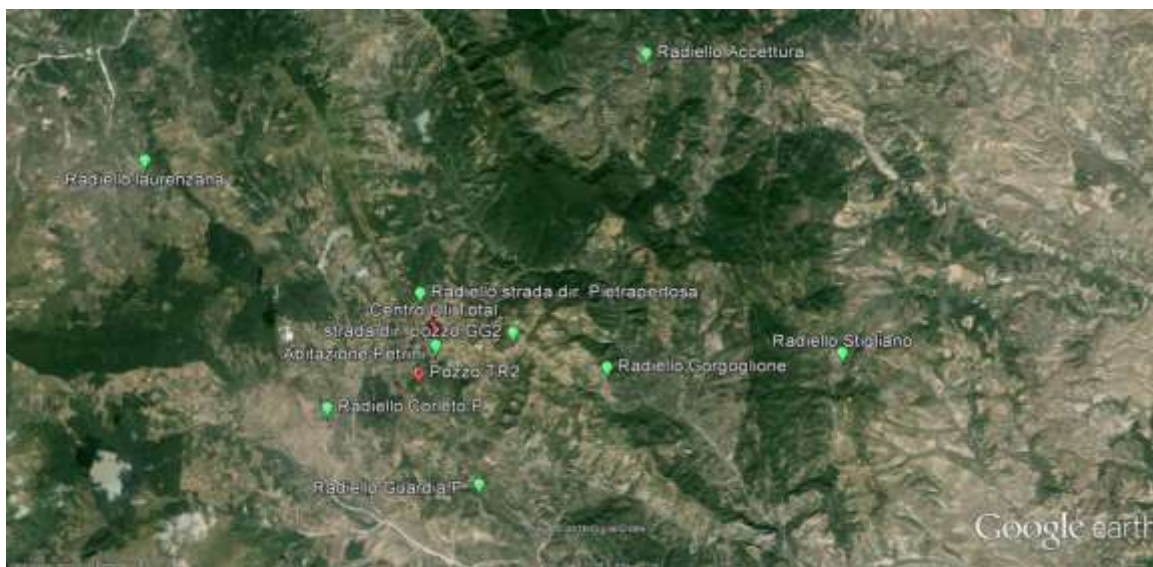 Radiello Accettura
Radiello laurenzana
Radiello strada dir. Pietrapertosa
Centro Oli Total
strada dir. pozzo GG2
Radiello Stigliano
Abitazione Petrini
Radiello Gorgoglione
Pozzo TR2
Radiello Corleto P.
Radiello Guardia P.
Google earth